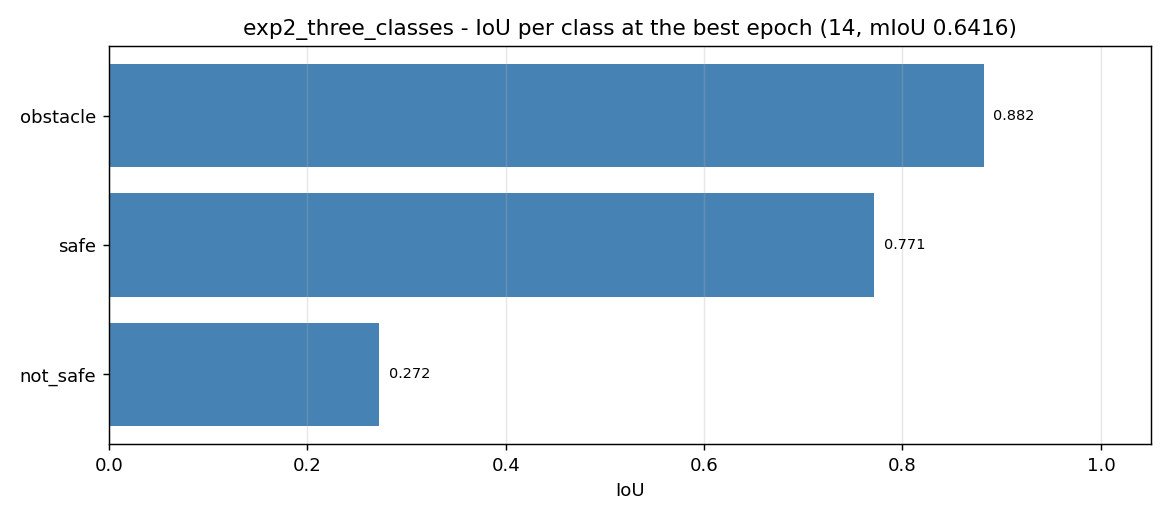 exp2_three_classes - IoU per class at the best epoch (14, mIoU 0.6416)
obstacle
0.882
safe
0.771
not_safe
0.272
0.0 0.2 0.4 0.6 0.8 1.0
IoU